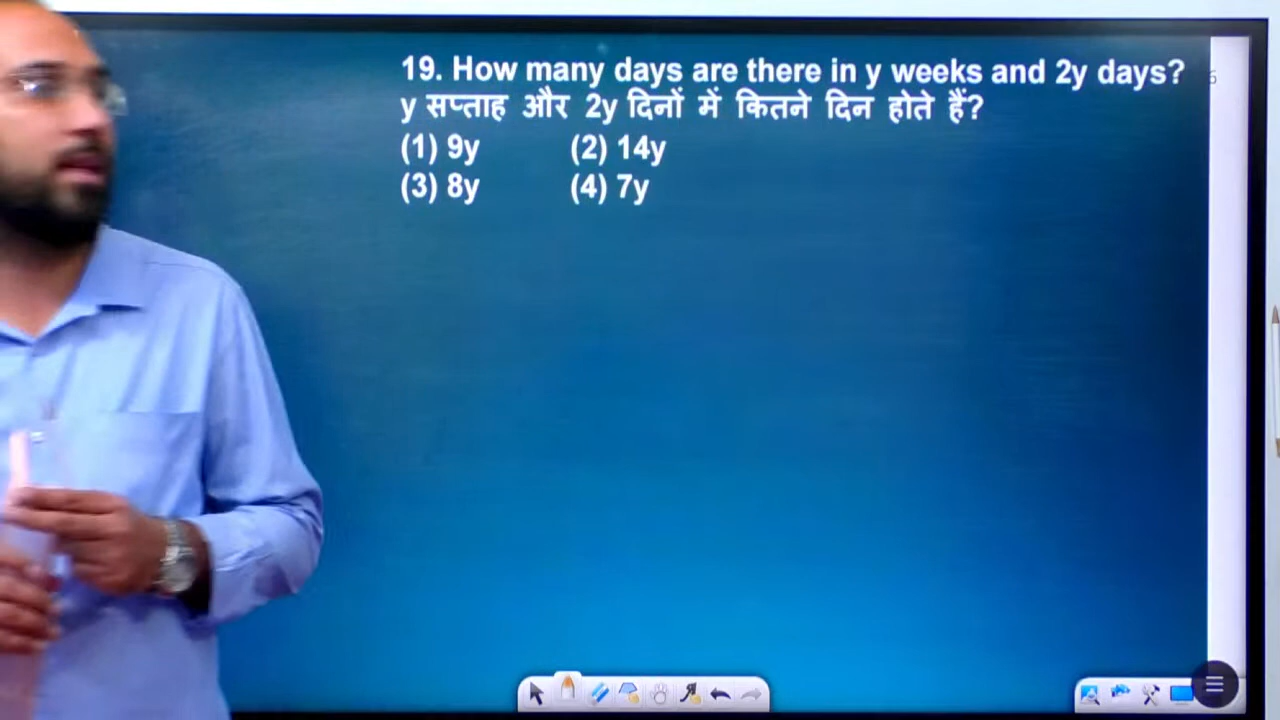 19. How many days are there in y weeks and 2y days?
y सप्ताह और 2y दिनों में कितने दिन होते हैं?
(1) 9y (2) 14y
(3) 8y (4) 7y